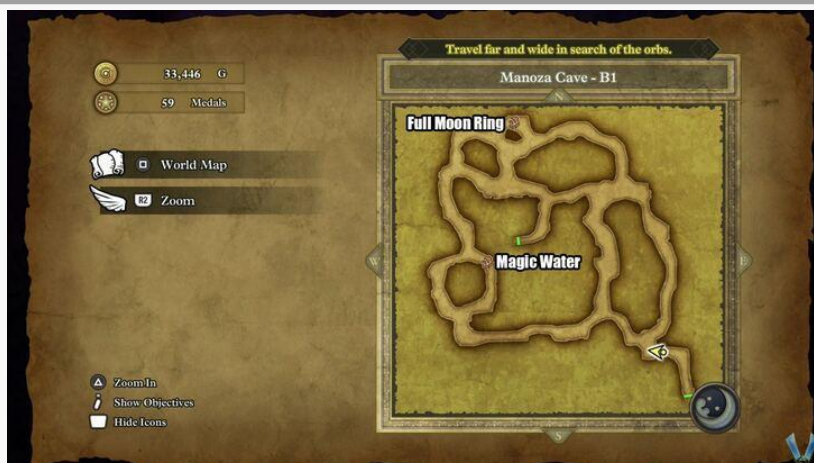 Travel far and wide in search of the orbs.
Manoza Cave - B1
33,446 G
59 Medals
World Map
R2 Zoom
Full Moon Ring
Magic Water
N
W
E
S
Zoom In
Show Objectives
Hide Icons